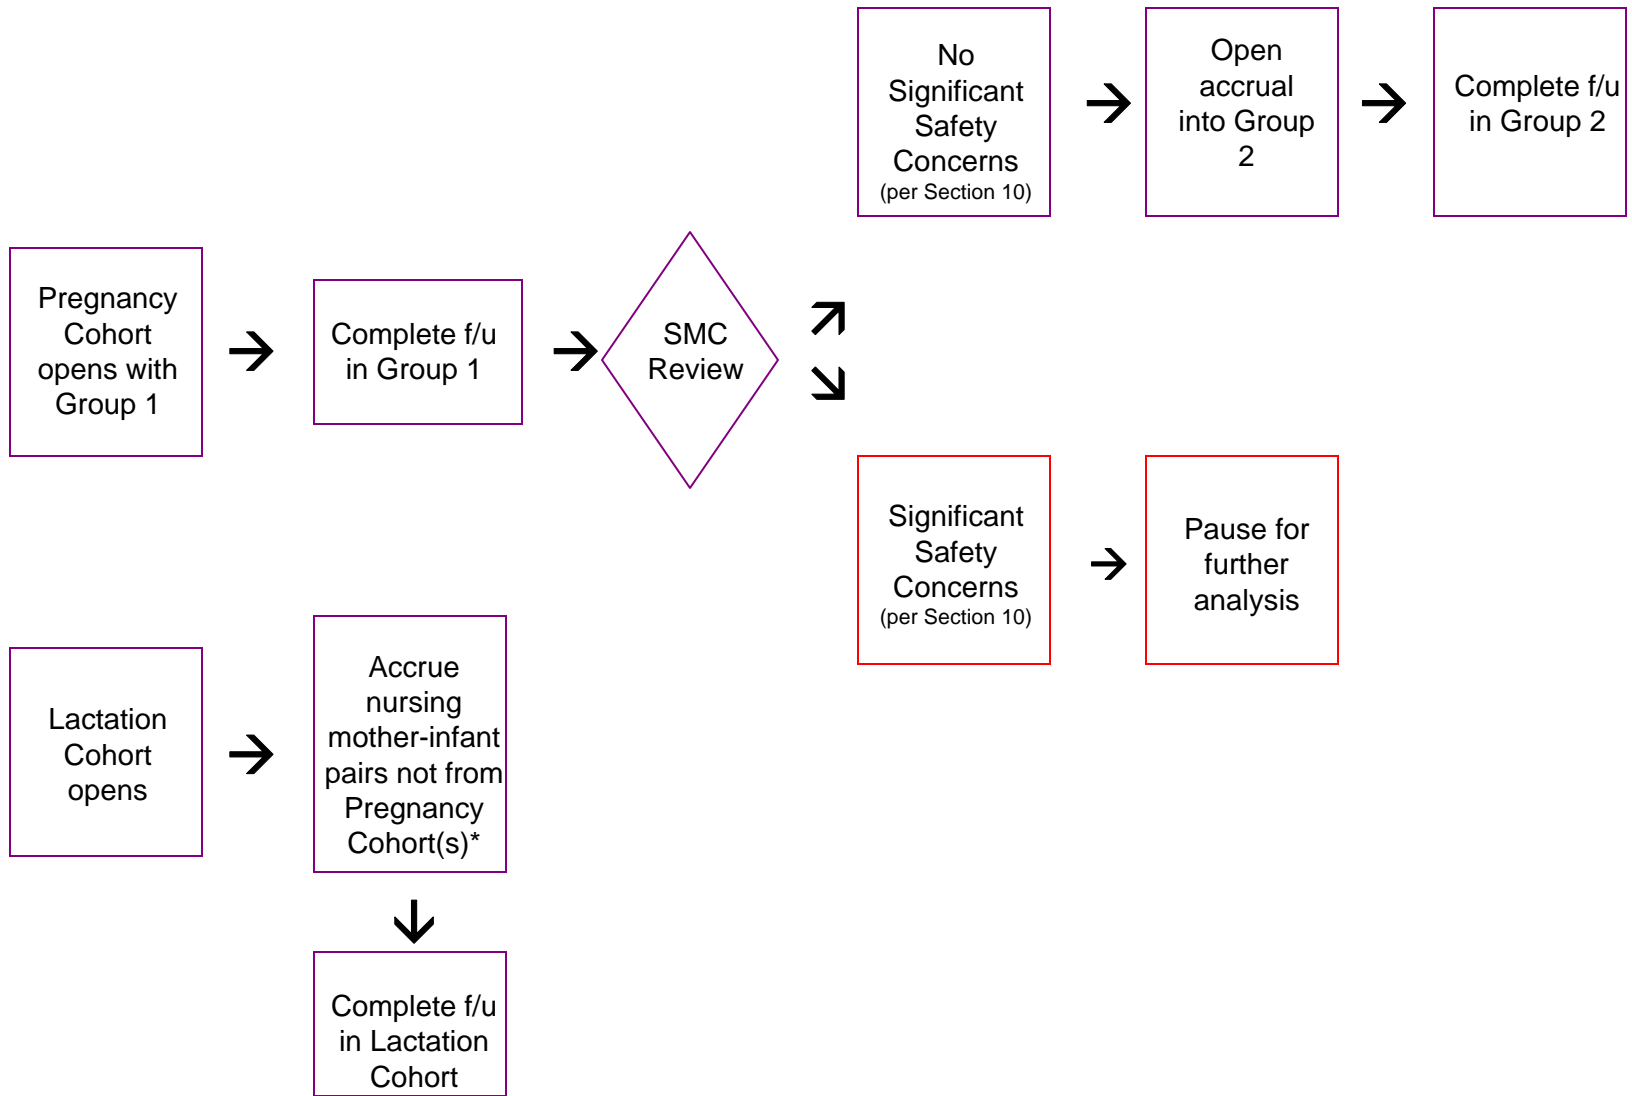 No
Significant
Safety
Concerns
(per Section 10)
Open
accrual
into Group
2
Complete f/u
in Group 2
Pregnancy
Cohort
opens with
Group 1
Complete f/u
in Group 1
SMC
Review
Significant
Safety
Concerns
(per Section 10)
Pause for
further
analysis
Lactation
Cohort
opens
Accrue
nursing
mother-infant
pairs not from
Pregnancy
Cohort(s)*
Complete f/u
in Lactation
Cohort